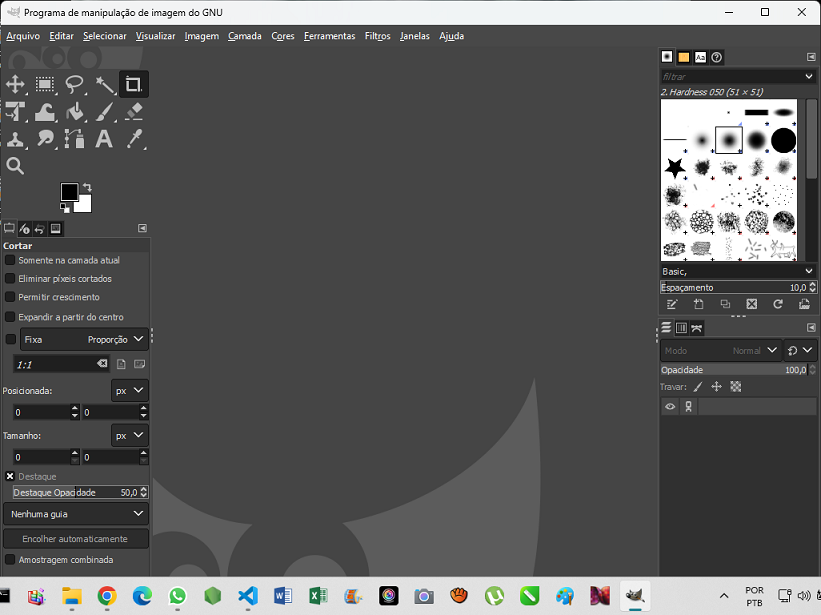 Programa de manipulação de imagem do GNU
Arquivo Editar Selecionar Visualizar Imagem Camada Cores Ferramentas Filtros Janelas Ajuda
filtrar
2. Hardness 050 (51 × 51)
Basic,
Espaçamento 10,0
Modo Normal
Opacidade 100,0
Travar:
Cortar
Somente na camada atual
Eliminar píxeis cortados
Permitir crescimento
Expandir a partir do centro
Fixa Proporção
1:1
Posicionada: px
0 0
Tamanho: px
0 0
Destaque
Destaque Opacidade 50,0
Nenhuma guia
Encolher automaticamente
Amostragem combinada
POR
PTB